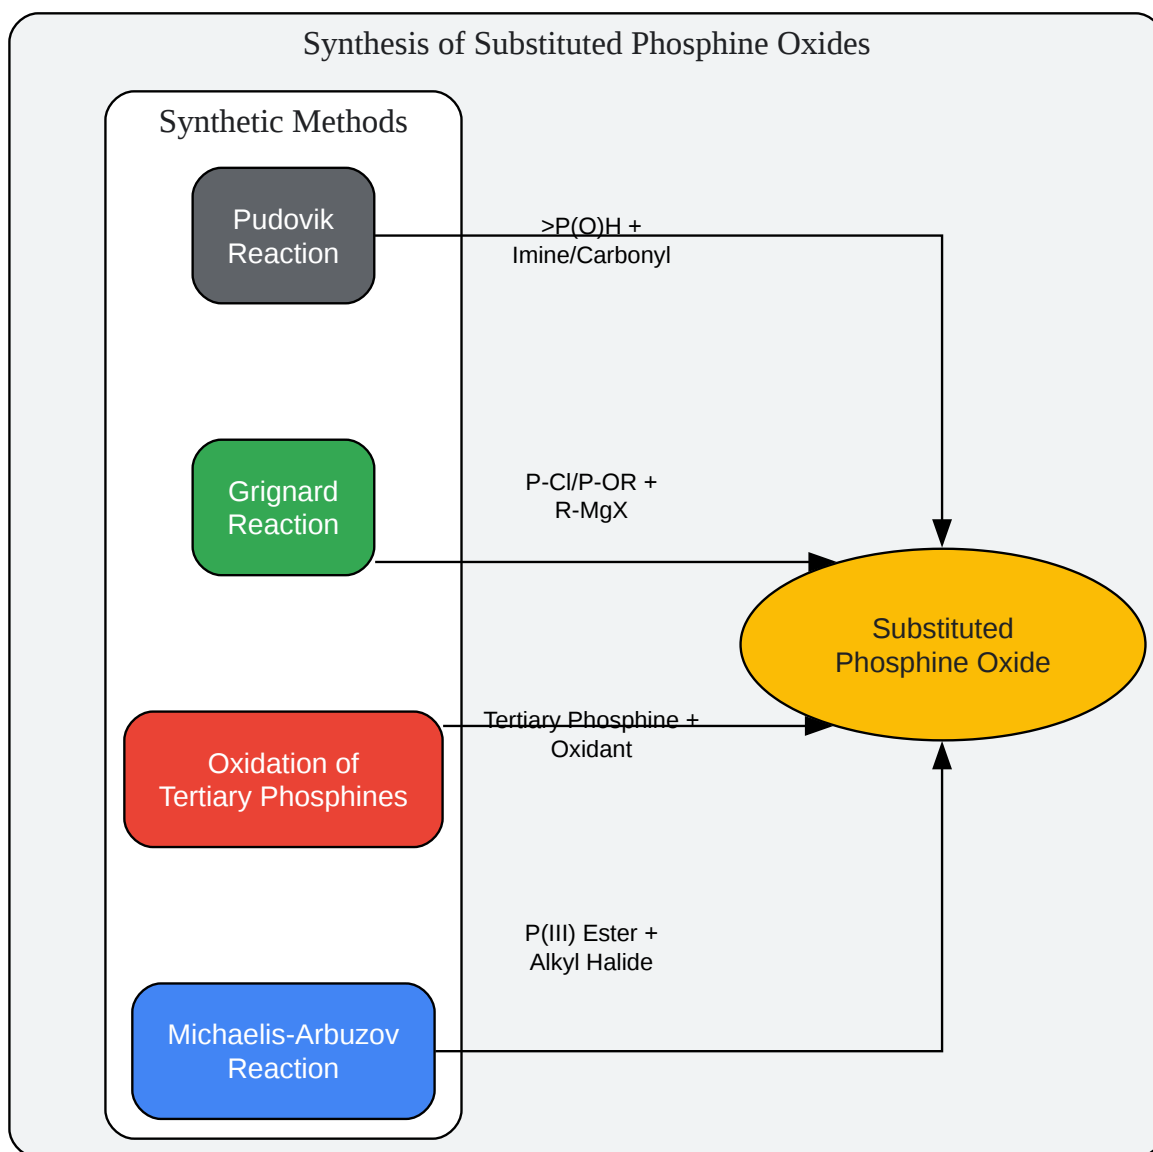 Synthesis of Substituted Phosphine Oxides
Synthetic Methods
Pudovik
Reaction
>P(O)H +
Imine/Carbonyl
Grignard
Reaction
P-Cl/P-OR +
R-MgX
Substituted
Phosphine Oxide
Oxidation of
Tertiary Phosphines
Tertiary Phosphine +
Oxidant
P(III) Ester +
Alkyl Halide
Michaelis-Arbuzov
Reaction